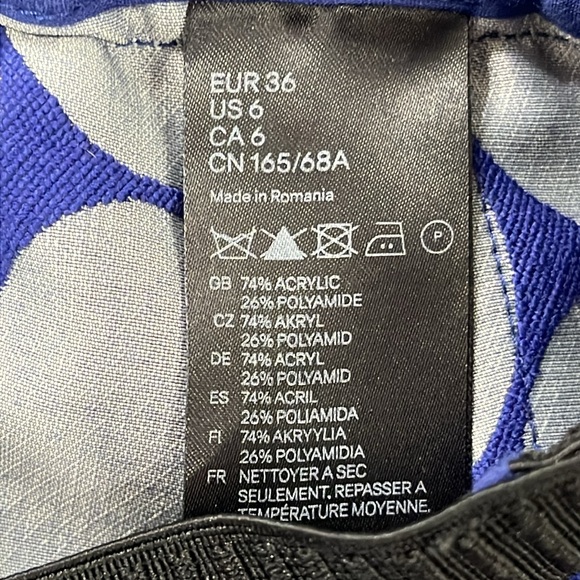 EUR 36
US 6
CA 6
CN 165/68A
Made in Romania
P
GB 74% ACRYLIC
26% POLYAMIDE
CZ 74% AKRYL
26% POLYAMID
DE 74% ACRYL
26% POLYAMID
ES 74% ACRIL
26% POLIAMIDA
FI 74% AKRYYLIA
26% POLYAMIDIA
FR NETTOYER A SEC
SEULEMENT. REPASSER A
TEMPÉRATURE MOYENNE.